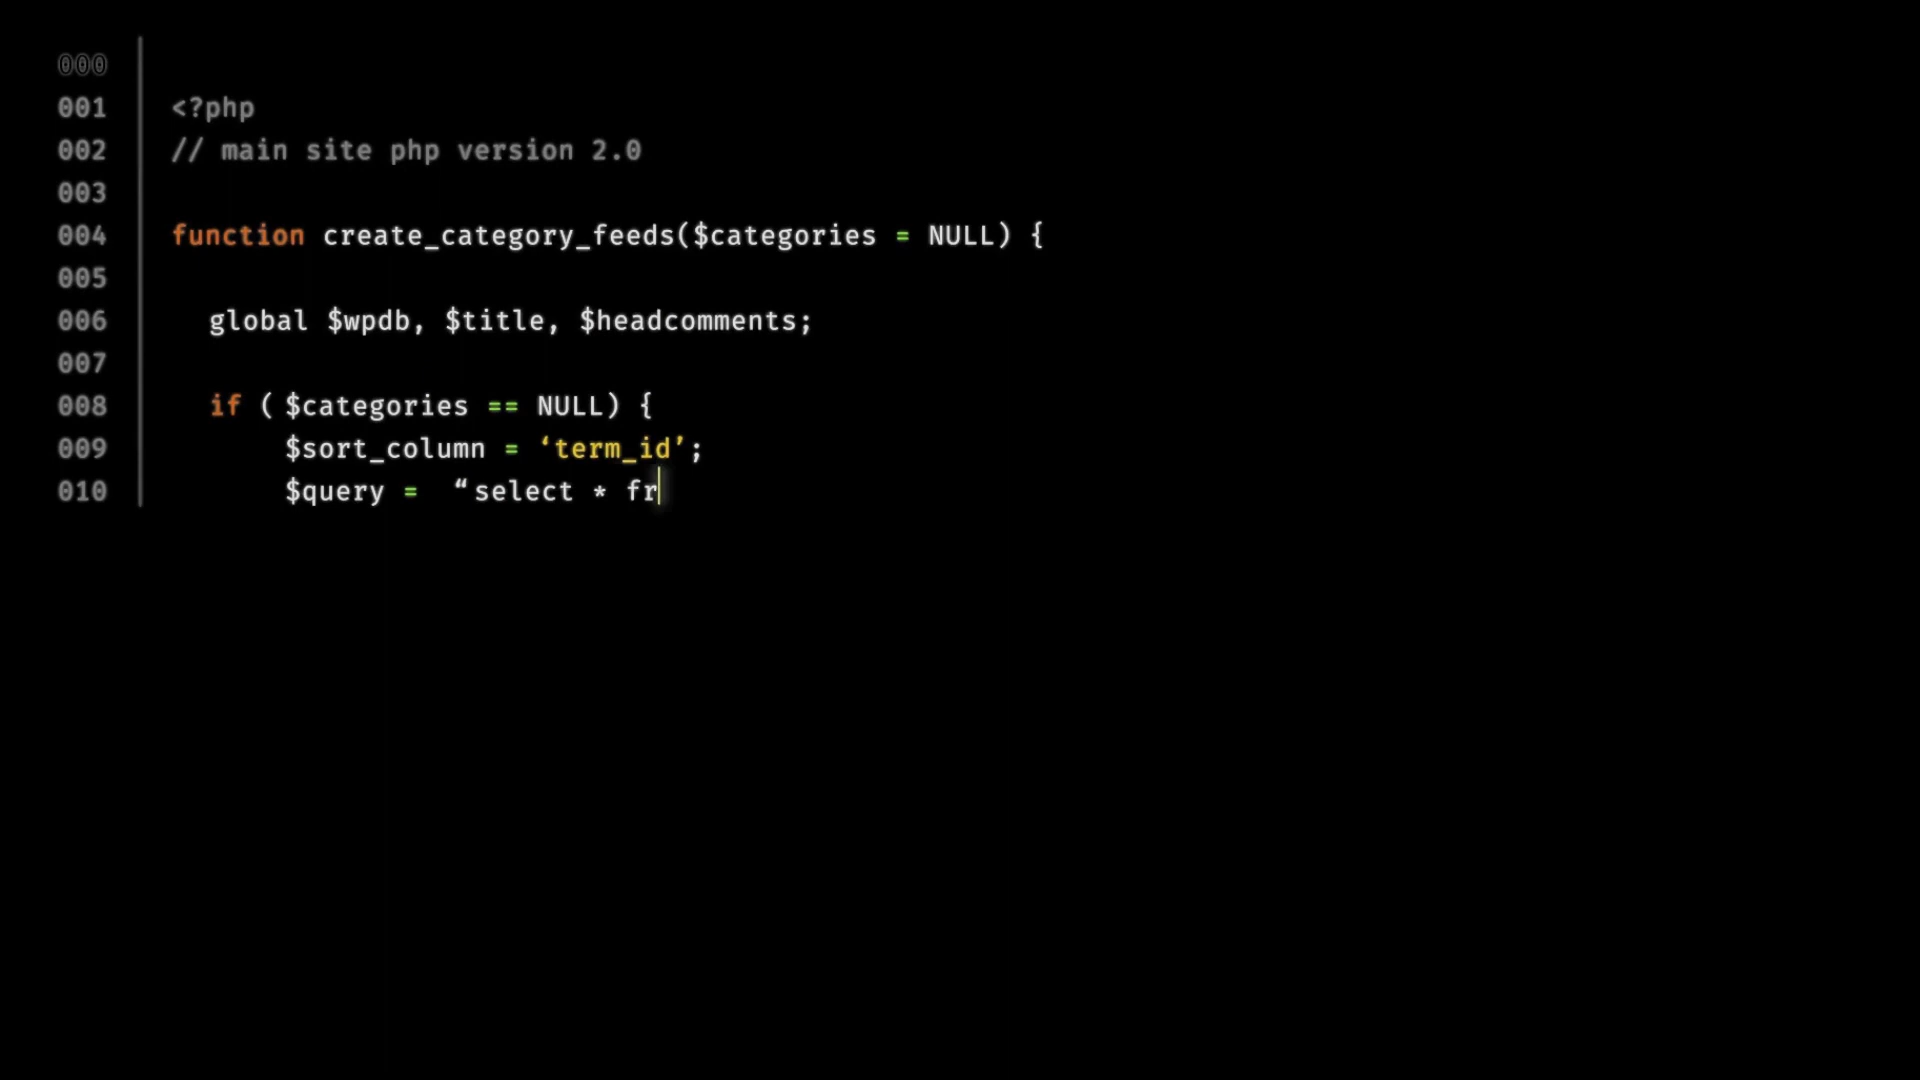 000
001 <?php
002 // main site php version 2.0
003
004 function create_category_feeds($categories = NULL) {
005
006 global $wpdb, $title, $headcomments;
007
008 if ( $categories == NULL) {
009 $sort_column = ‘term_id’;
010 $query = “select * fr